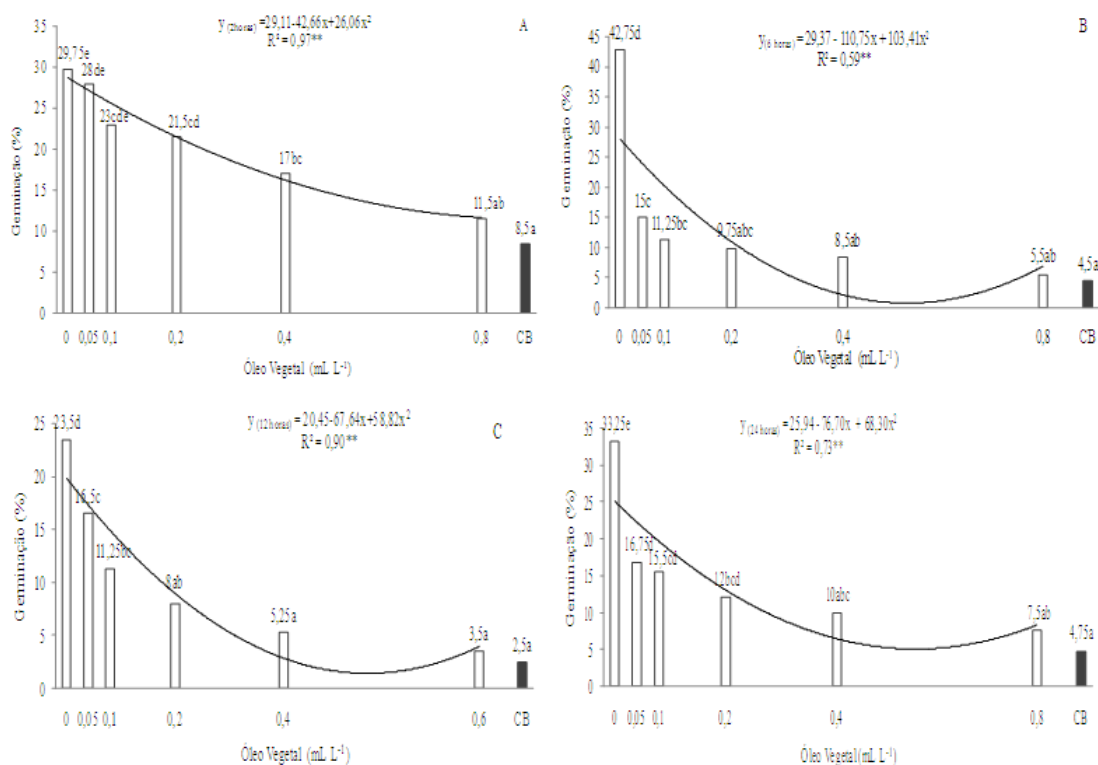 y (2horas) =29,11-42,66x+26,06x²
R² = 0,97**
A
Germinação (%)
35
30
25
20
15
10
5
0
29,75e
28de
23cde
21,5cd
17bc
11,5ab
8,5a
0 0,05 0,1 0,2 0,4 0,8 CB
Óleo Vegetal (mL L⁻¹)
y(6 horas) = 29,37 - 110,75x + 103,41x²
R² = 0,59**
B
Germinação (%)
45
40
35
30
25
20
15
10
5
0
42,75d
15c
11,25bc
9,75abc
8,5ab
5,5ab
4,5a
0 0,05 0,1 0,2 0,4 0,8 CB
Óleo Vegetal (mL L⁻¹)
y (12 horas) = 20,45-67,64x+58,82x²
R² = 0,90**
C
Germinação (%)
25
20
15
10
5
0
23,5d
16,5c
11,25bc
8ab
5,25a
3,5a
2,5a
0 0,05 0,1 0,2 0,4 0,6 CB
Óleo Vegetal (mL L⁻¹)
y (24 horas) = 25,94 - 76,70x + 68,30x²
R² = 0,73**
Germinação (%)
35
30
25
20
15
10
5
0
33,25e
16,75d
15,5cd
12bcd
10abc
7,5ab
4,75a
0 0,05 0,1 0,2 0,4 0,8 CB
Óleo Vegetal (mL L⁻¹)